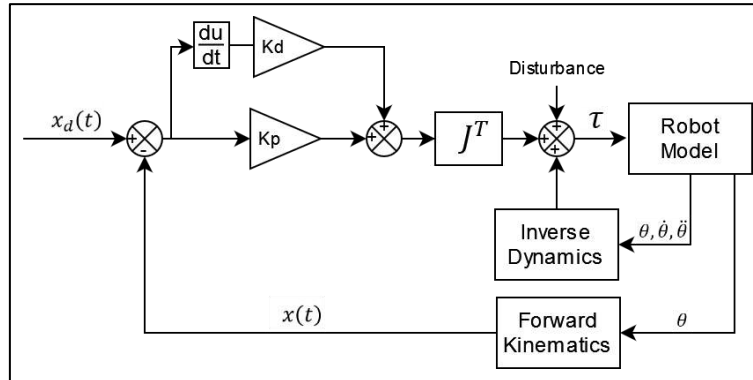 du
dt
Kd
Disturbance
x_d(t)
+
-
Kp
+
+
J^T
+
+
+
τ
Robot
Model
Inverse
Dynamics
θ, θ̇, θ̈
x(t)
Forward
Kinematics
θ